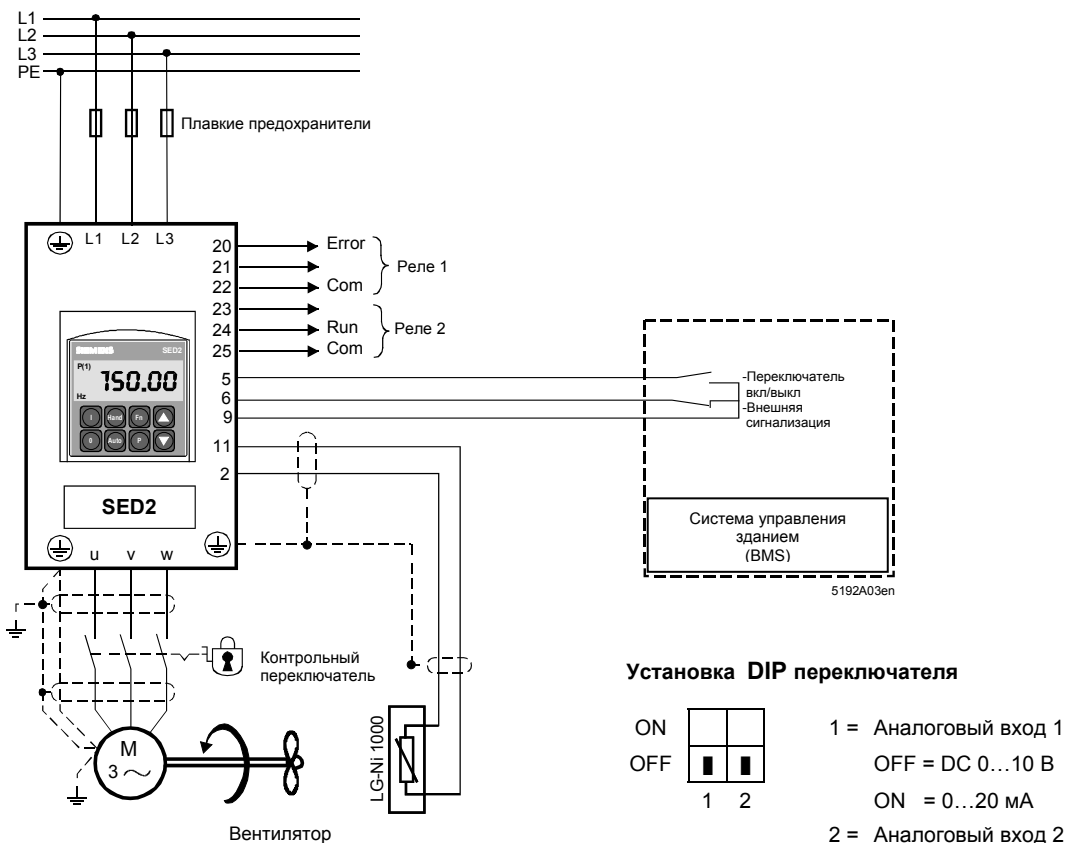 L1
L2
L3
PE
Плавкие предохранители
L1 L2 L3
20
21
22
23
24
25
5
6
9
11
2
Error
Com
Реле 1
Run
Com
Реле 2
SIEMENS SED2
P(1)
150.00
Hz
I Hand Fn
0 Auto P
SED2
u v w
-Переключатель
вкл/выкл
-Внешняя
сигнализация
Система управления
зданием
(BMS)
5192A03en
Контрольный
переключатель
M
3 ~
Вентилятор
LG-Ni 1000
Установка DIP переключателя
ON
OFF
1 2
1 = Аналоговый вход 1
OFF = DC 0…10 В
ON = 0…20 мА
2 = Аналоговый вход 2